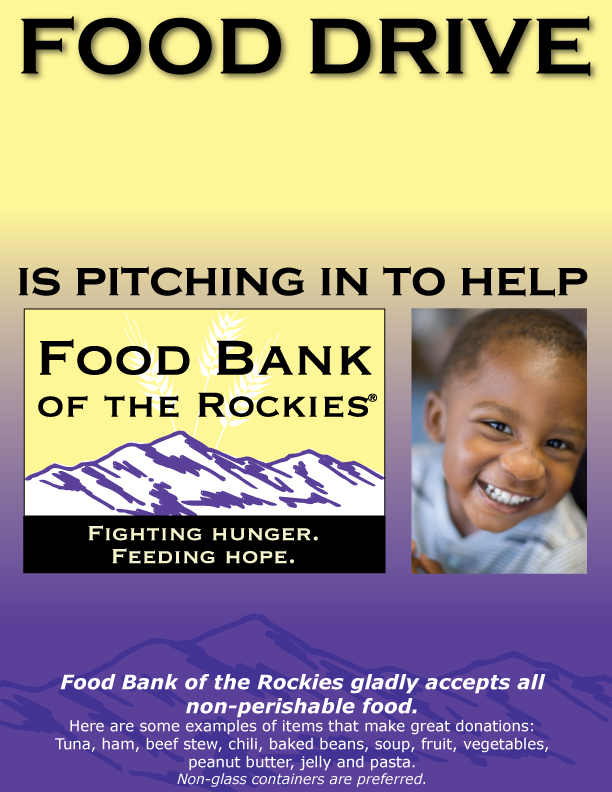 FOOD DRIVE
IS PITCHING IN TO HELP
FOOD BANK
OF THE ROCKIES®
FIGHTING HUNGER.
FEEDING HOPE.
Food Bank of the Rockies gladly accepts all
non-perishable food.
Here are some examples of items that make great donations:
Tuna, ham, beef stew, chili, baked beans, soup, fruit, vegetables,
peanut butter, jelly and pasta.
Non-glass containers are preferred.